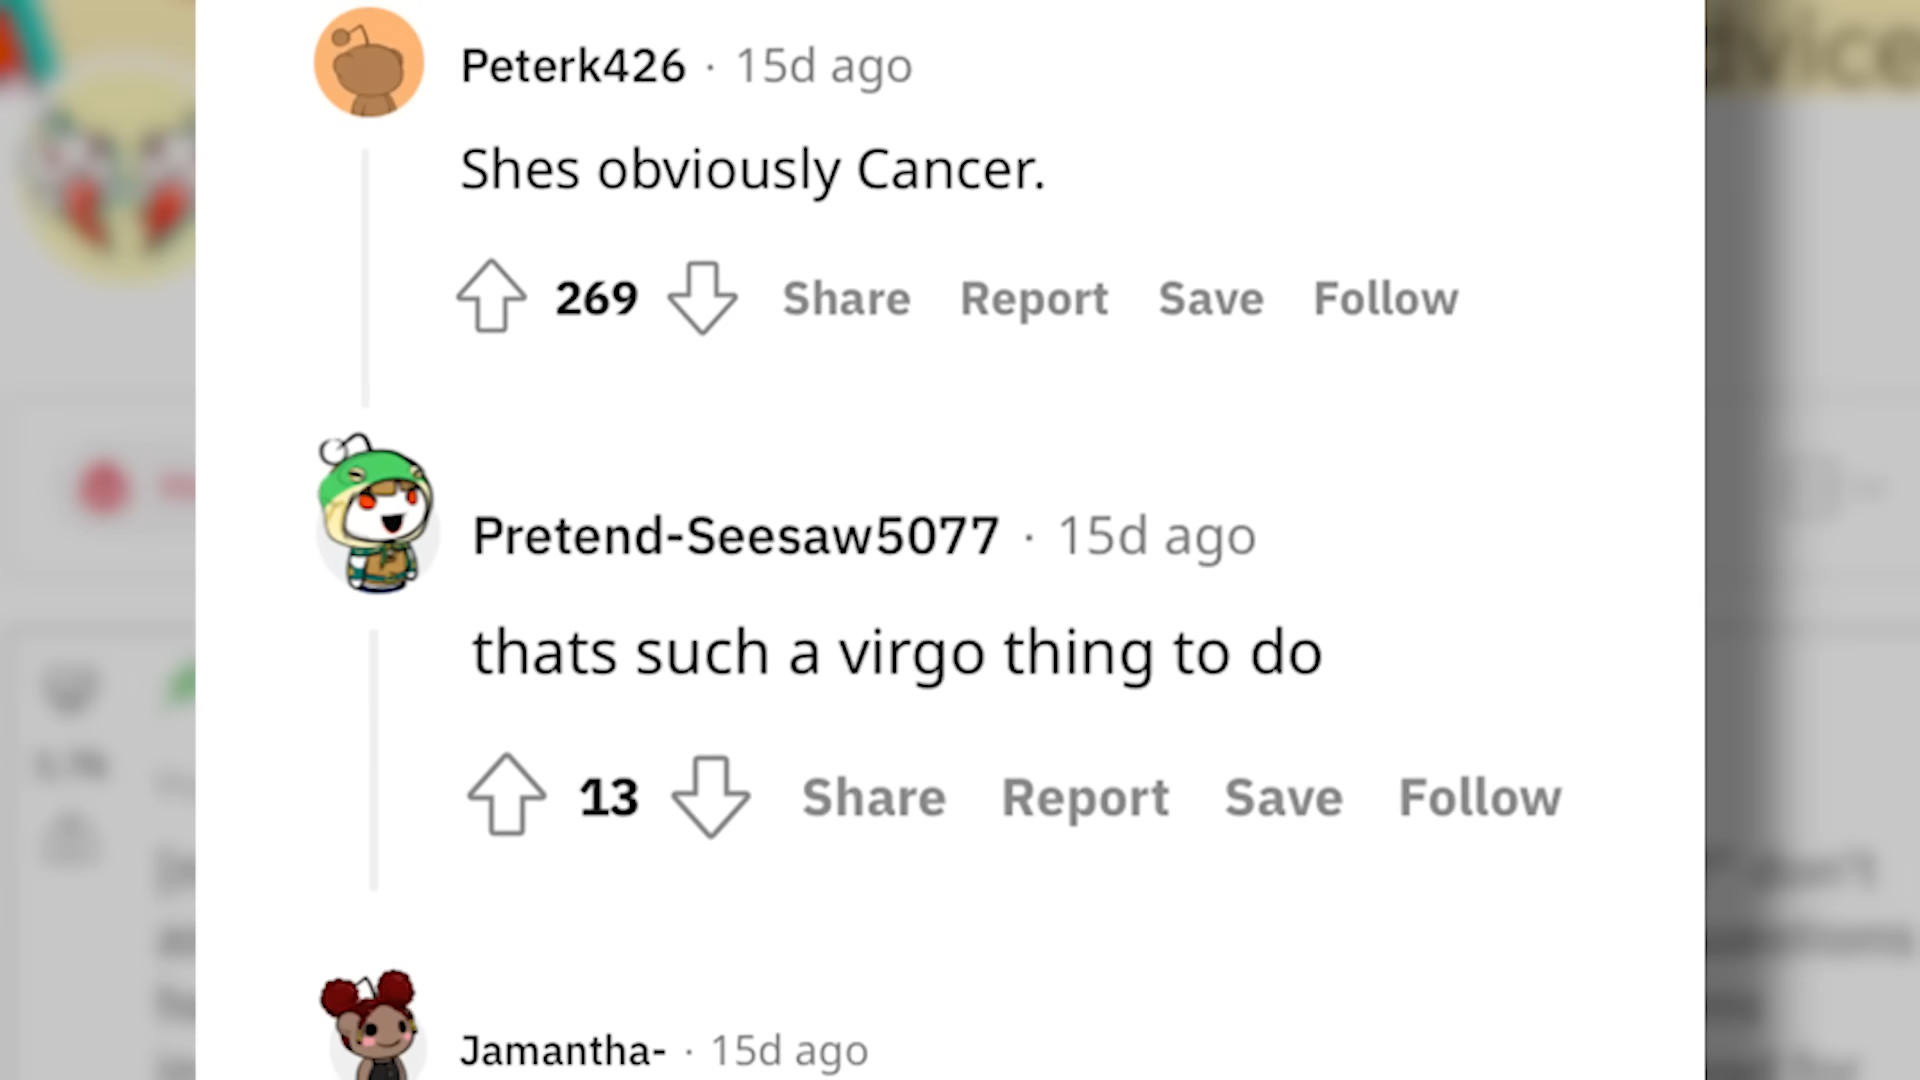 Peterk426 · 15d ago
Shes obviously Cancer.
269 Share Report Save Follow
Pretend-Seesaw5077 · 15d ago
thats such a virgo thing to do
13 Share Report Save Follow
Jamantha- · 15d ago